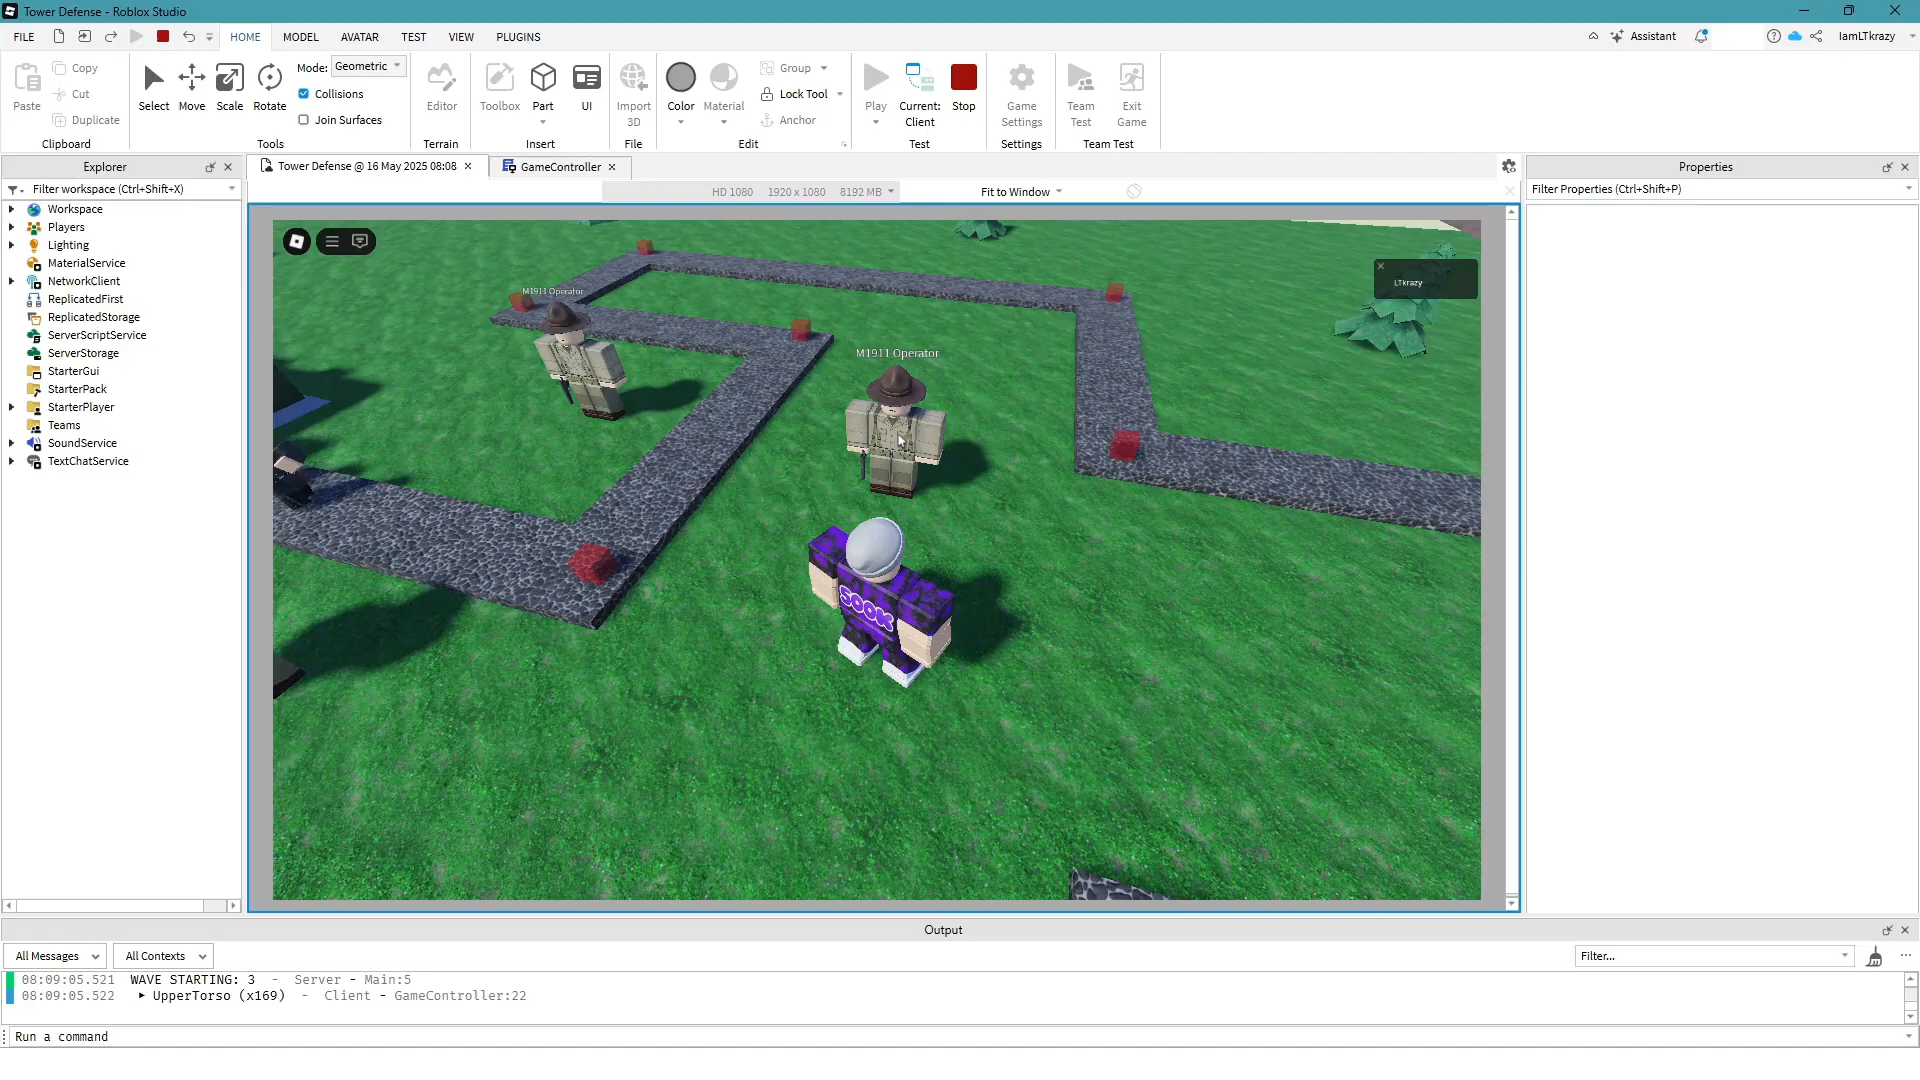 Tower Defense - Roblox Studio
FILE
HOME
MODEL
AVATAR
TEST
VIEW
PLUGINS
Assistant
IamLTkrazy
Paste
Copy
Cut
Duplicate
Clipboard
Select
Move
Scale
Rotate
Mode: Geometric
Collisions
Join Surfaces
Tools
Editor
Terrain
Toolbox
Part
UI
Insert
Import
3D
File
Color
Material
Group
Lock Tool
Anchor
Edit
Play
Current:
Client
Stop
Test
Game
Settings
Settings
Team
Test
Exit
Game
Team Test
Explorer
Filter workspace (Ctrl+Shift+X)
Workspace
Players
Lighting
MaterialService
NetworkClient
ReplicatedFirst
ReplicatedStorage
ServerScriptService
ServerStorage
StarterGui
StarterPack
StarterPlayer
Teams
SoundService
TextChatService
Tower Defense @ 16 May 2025 08:08
GameController
HD 1080 1920 x 1080 8192 MB
Fit to Window
M1911 Operator
M1911 Operator
LTkrazy
500K
Properties
Filter Properties (Ctrl+Shift+P)
Output
All Messages
All Contexts
Filter...
08:09:05.521 WAVE STARTING: 3 - Server - Main:5
08:09:05.522 UpperTorso (x169) - Client - GameController:22
Run a command